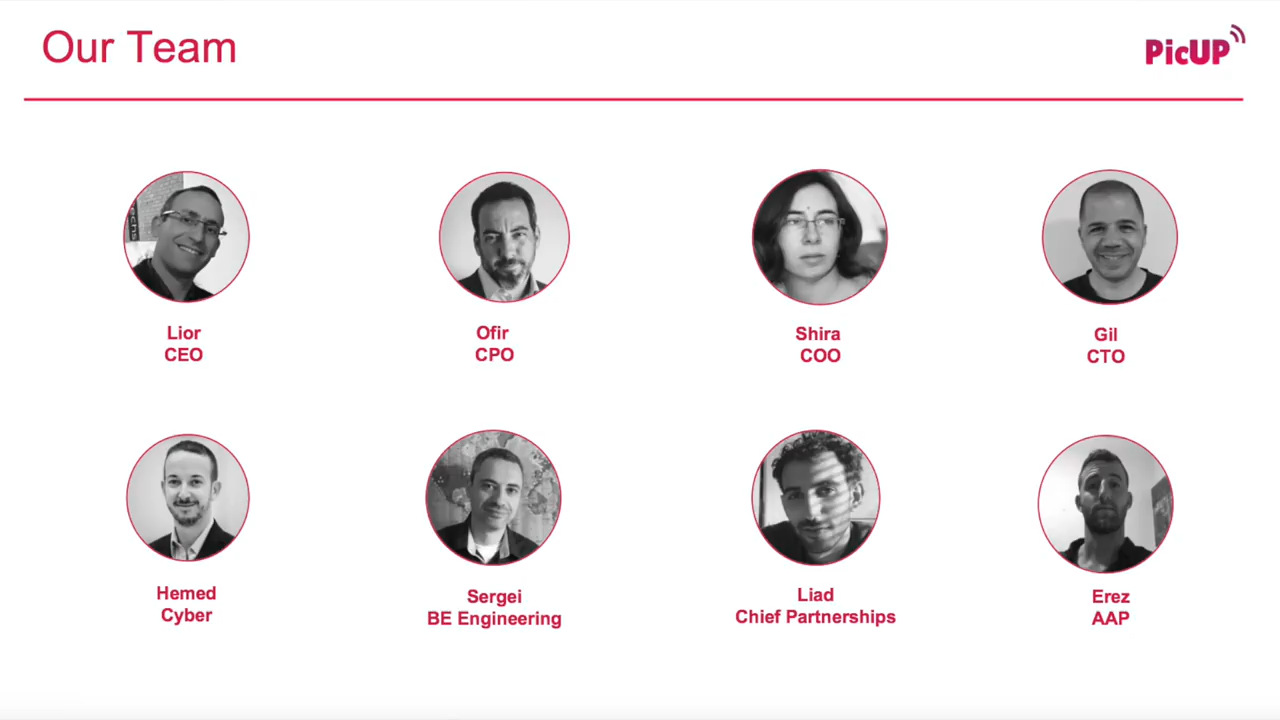 Our Team
PicUP
Lior
CEO
Ofir
CPO
Shira
COO
Gil
CTO
Hemed
Cyber
Sergei
BE Engineering
Liad
Chief Partnerships
Erez
AAP